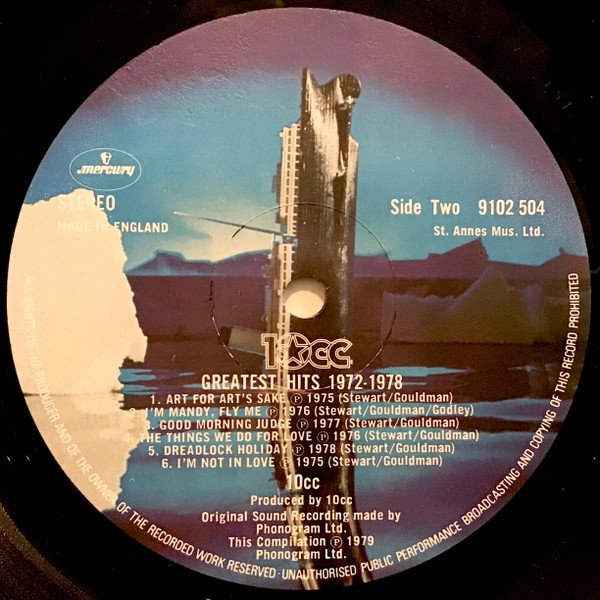 mercury
STEREO
MADE IN ENGLAND
Side Two 9102 504
St. Annes Mus. Ltd.
10cc
GREATEST HITS 1972-1978
1. ART FOR ART'S SAKE Ⓟ 1975 (Stewart/Gouldman)
2. I'M MANDY, FLY ME Ⓟ 1976 (Stewart/Gouldman/Godley)
3. GOOD MORNING JUDGE Ⓟ 1977 (Stewart/Gouldman)
4. THE THINGS WE DO FOR LOVE Ⓟ 1976 (Stewart/Gouldman)
5. DREADLOCK HOLIDAY Ⓟ 1978 (Stewart/Gouldman)
6. I'M NOT IN LOVE Ⓟ 1975 (Stewart/Gouldman)
10cc
Produced by 10cc
Original Sound Recording made by
Phonogram Ltd.
This Compilation Ⓟ 1979
Phonogram Ltd.
PRODUCER AND OF THE OWNER OF THE RECORDED WORK RESERVED · UNAUTHORISED PUBLIC PERFORMANCE BROADCASTING AND COPYING OF THIS RECORD PROHIBITED